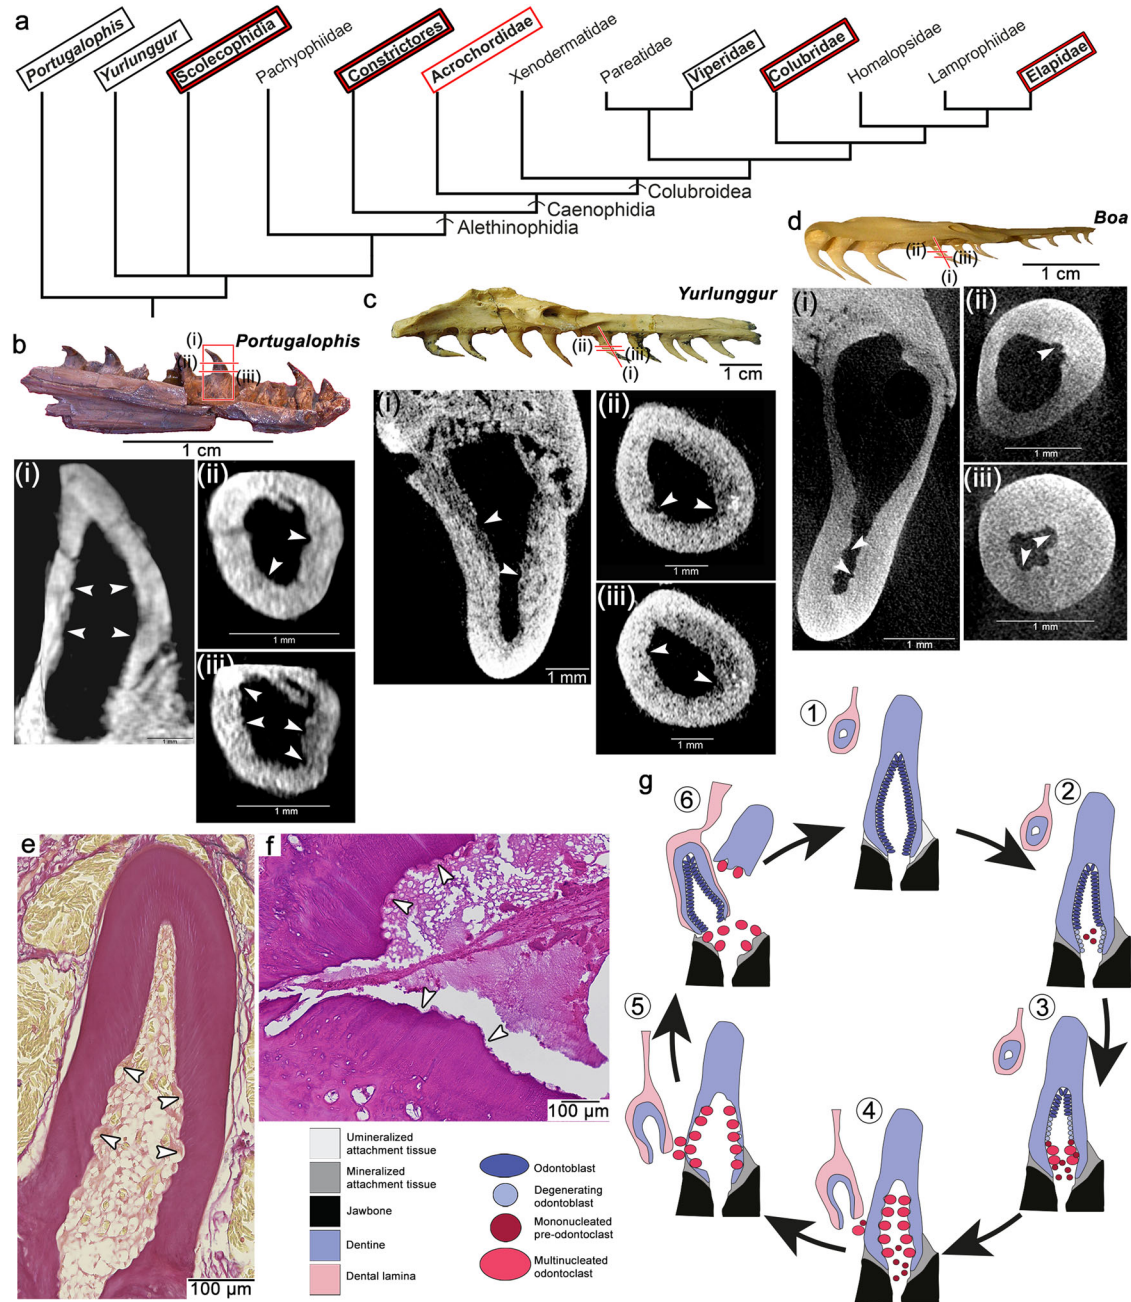 a
Portugalophis
Yurlunggur
Scolecophidia
Pachyophiidae
Constrictores
Acrochordidae
Xenodermatidae
Pareatidae
Viperidae
Colubridae
Homalopsidae
Lamprophiidae
Elapidae
Colubroidea
Caenophidia
Alethinophidia
b
Portugalophis
(i)
(ii)
(iii)
1 cm
(i)
1 mm
(ii)
1 mm
(iii)
1 mm
c
Yurlunggur
(ii)
(iii)
(i)
1 cm
(i)
1 mm
(ii)
1 mm
(iii)
1 mm
d
Boa
(ii)
(iii)
(i)
1 cm
(i)
1 mm
(ii)
1 mm
(iii)
1 mm
e
100 µm
f
100 µm
Umineralized
attachment tissue
Mineralized
attachment tissue
Jawbone
Dentine
Dental lamina
Odontoblast
Degenerating
odontoblast
Mononucleated
pre-odontoclast
Multinucleated
odontoclast
g
1
2
3
4
5
6